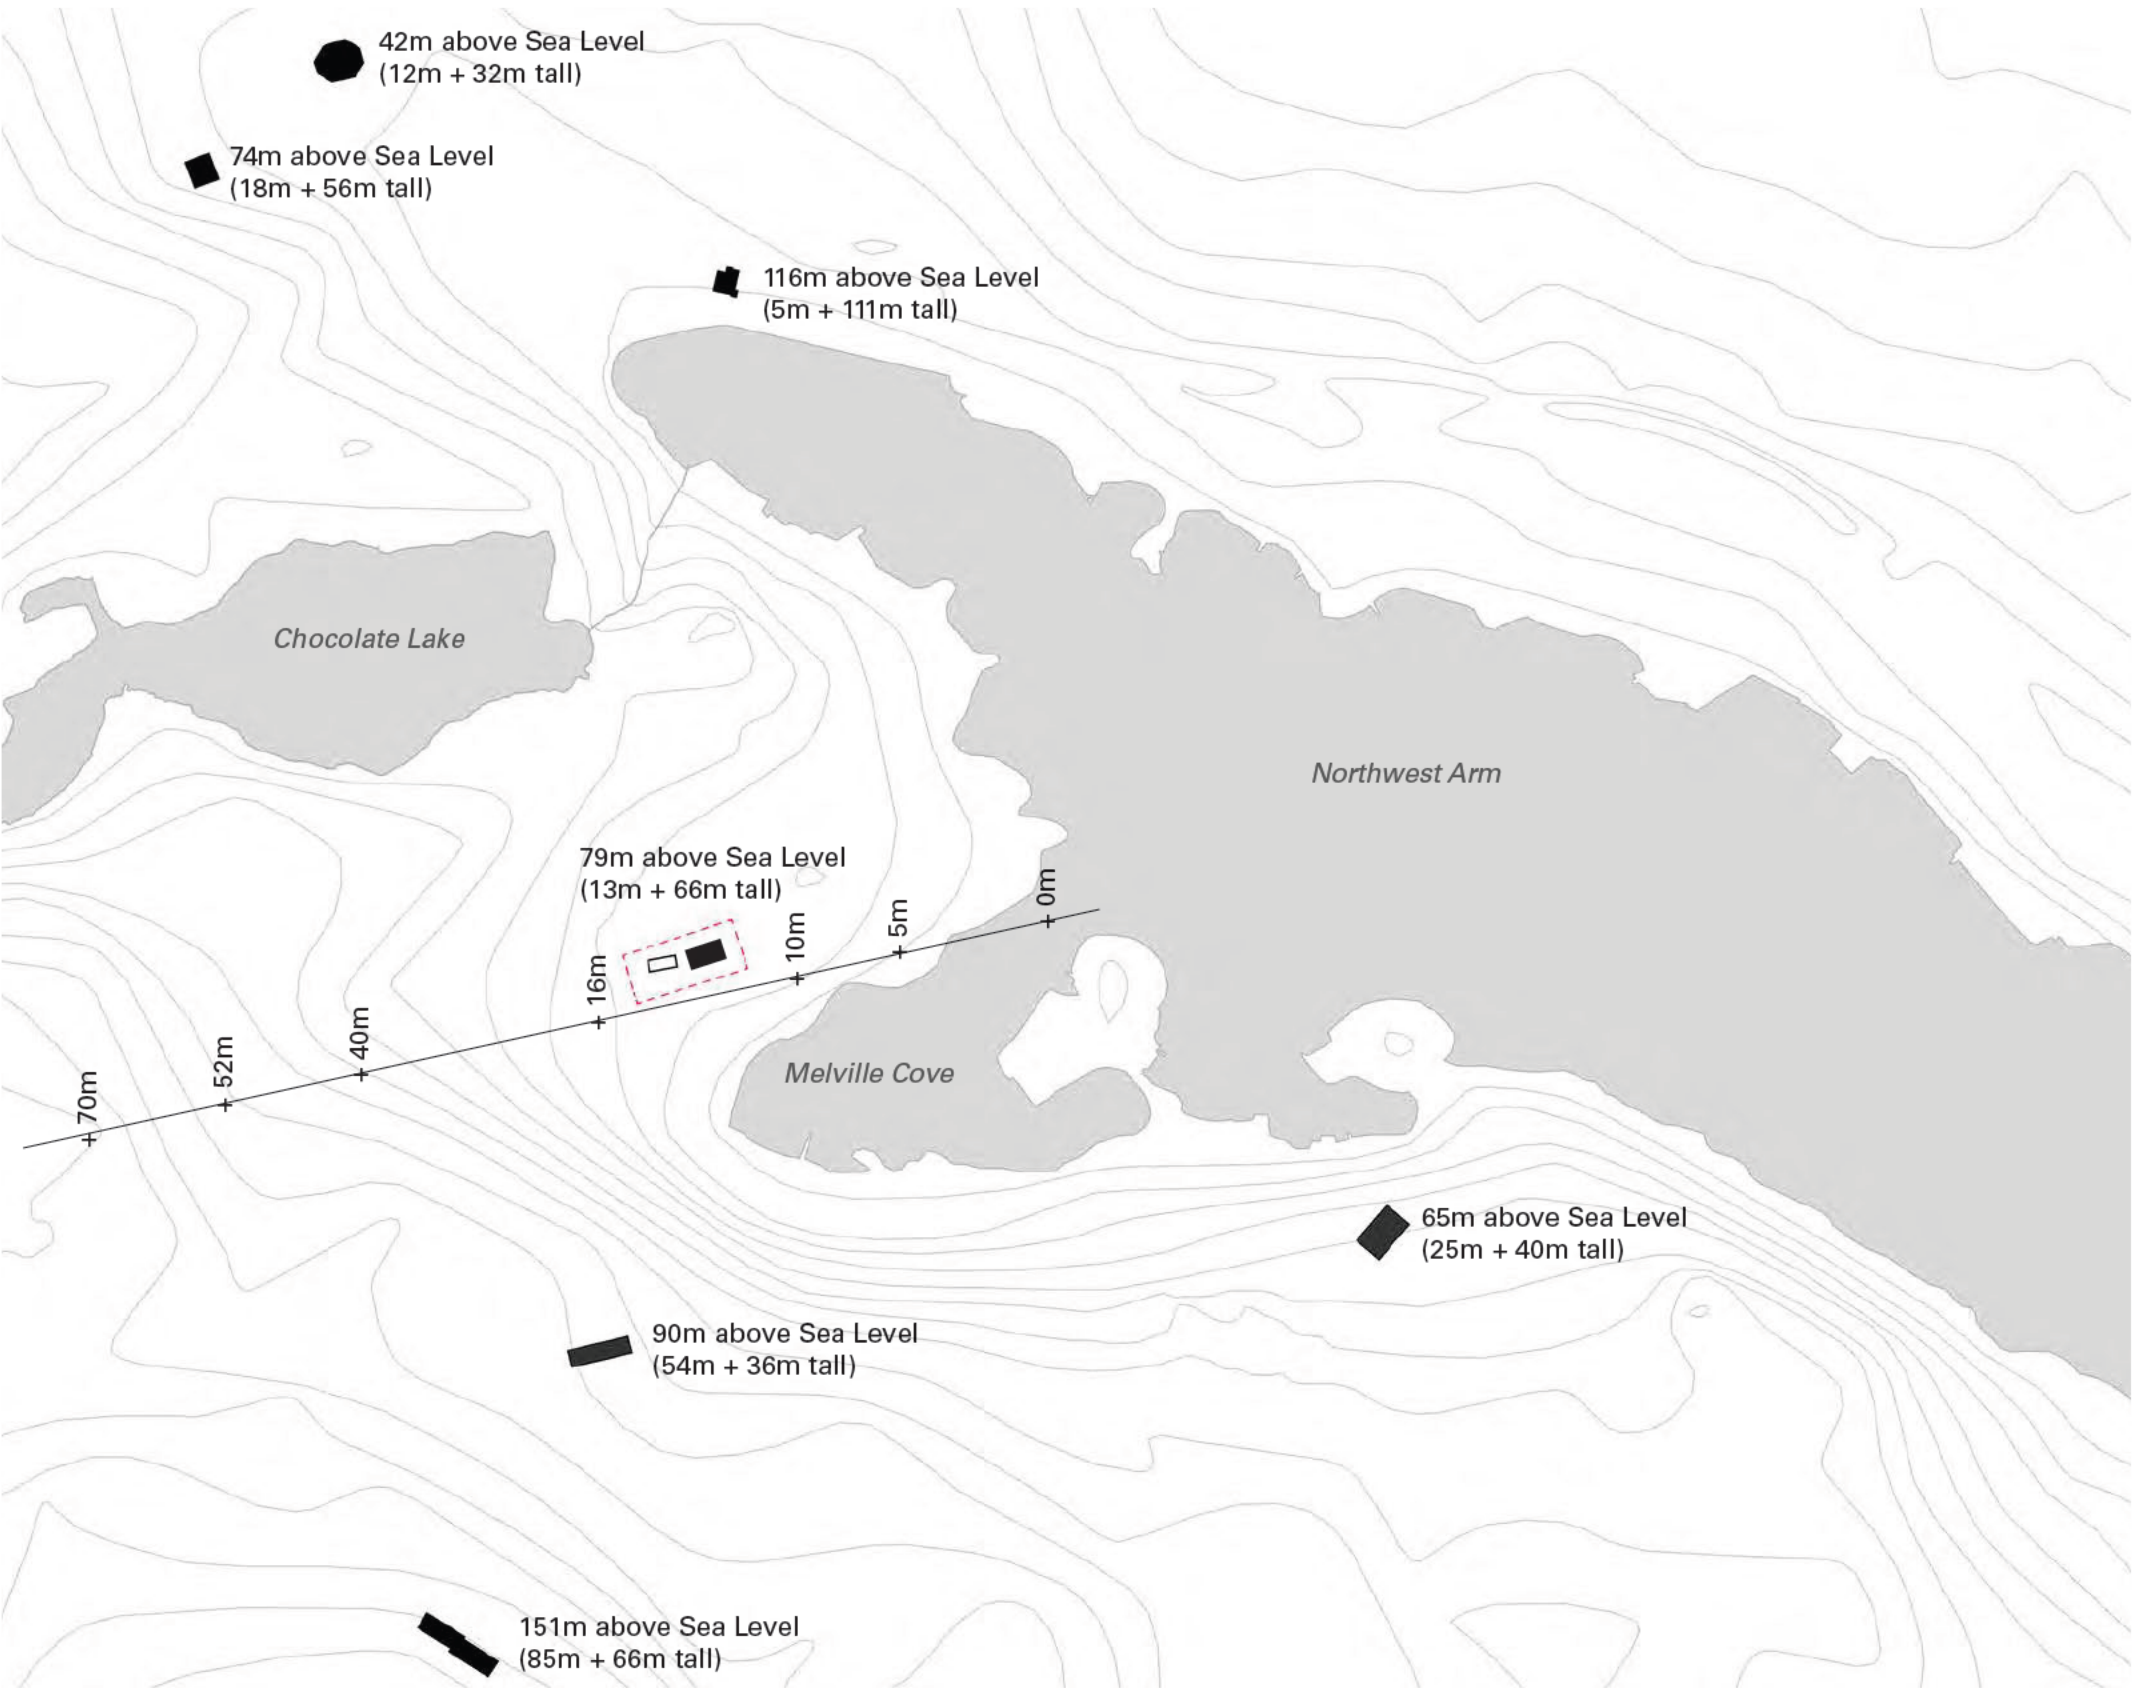 42m above Sea Level
(12m + 32m tall)
74m above Sea Level
(18m + 56m tall)
116m above Sea Level
(5m + 111m tall)
Chocolate Lake
Northwest Arm
79m above Sea Level
(13m + 66m tall)
0m
5m
10m
16m
40m
52m
70m
Melville Cove
65m above Sea Level
(25m + 40m tall)
90m above Sea Level
(54m + 36m tall)
151m above Sea Level
(85m + 66m tall)